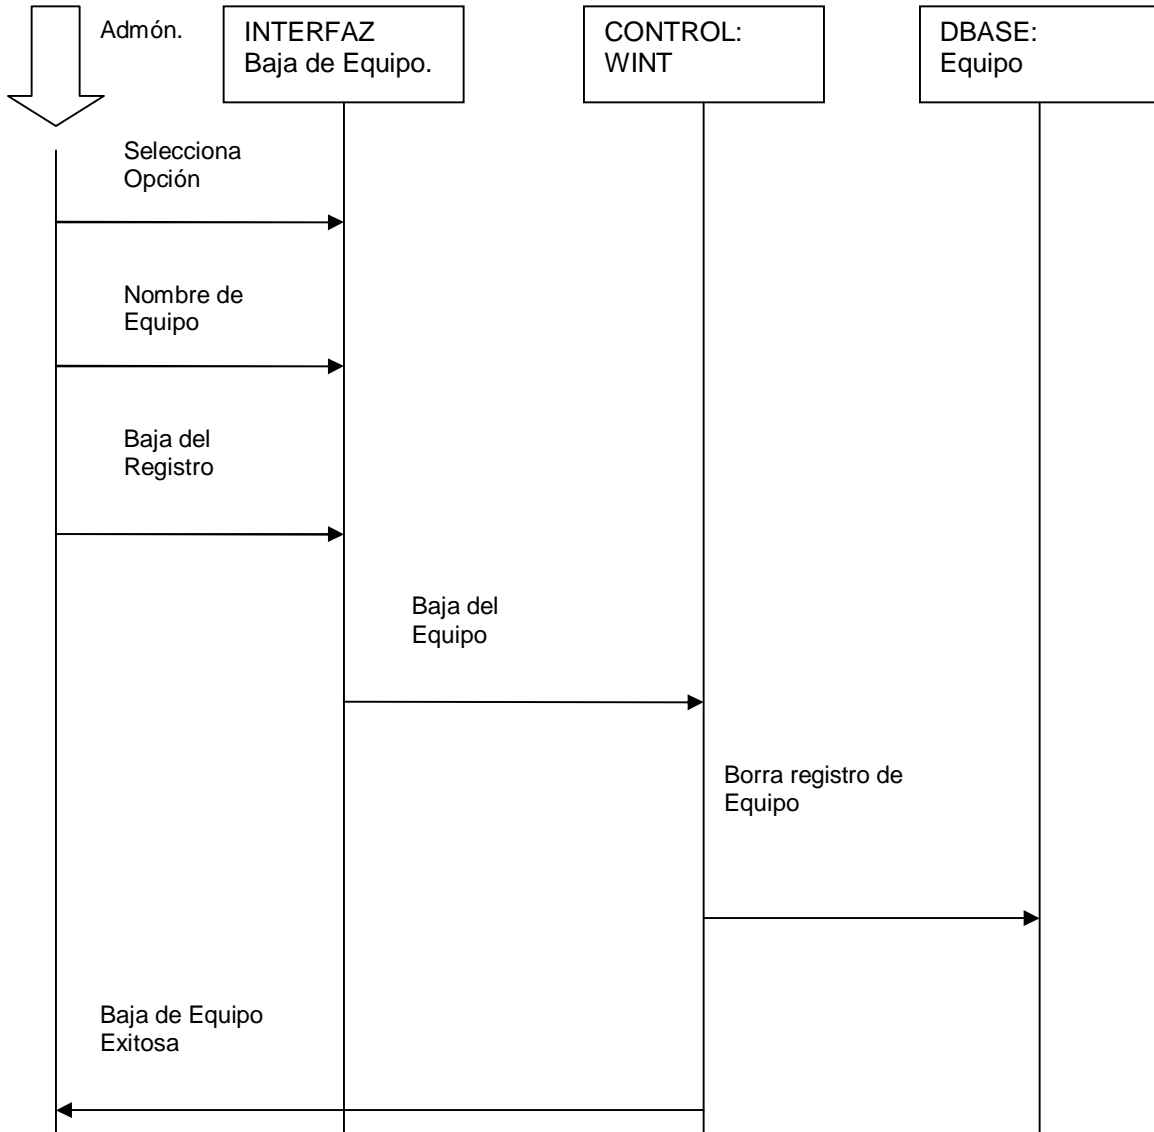 Admón.
INTERFAZ
Baja de Equipo.
CONTROL:
WINT
DBASE:
Equipo
Selecciona
Opción
Nombre de
Equipo
Baja del
Registro
Baja del
Equipo
Borra registro de
Equipo
Baja de Equipo
Exitosa